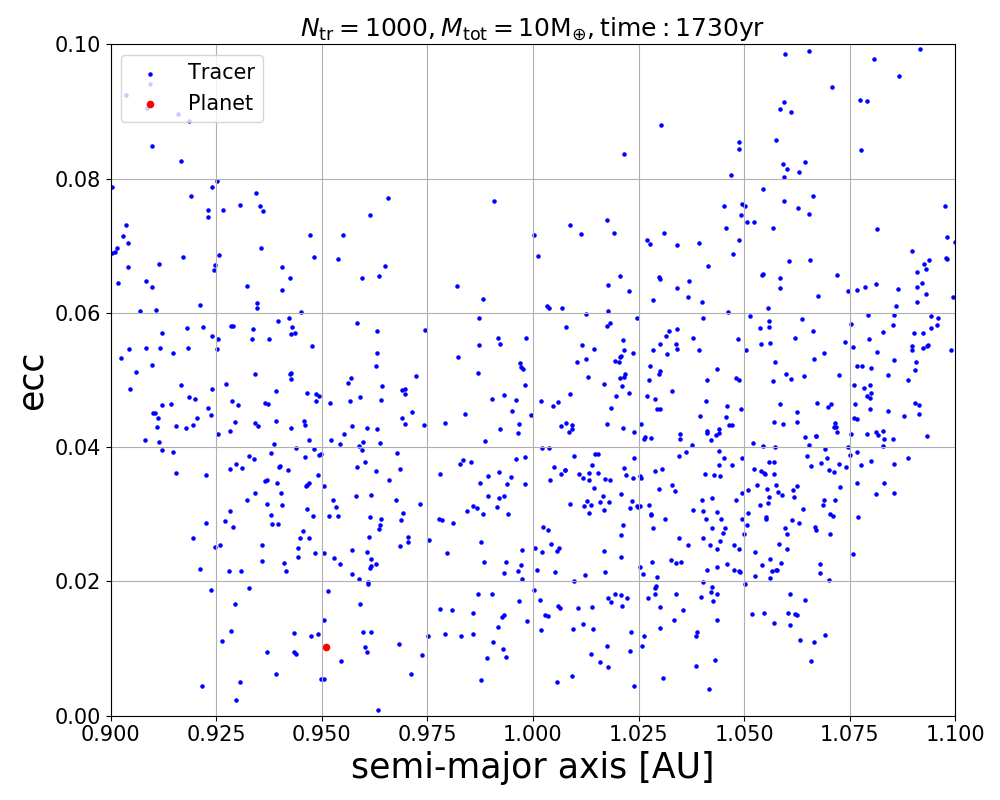 N_tr = 1000, M_tot = 10M_⊕, time : 1730yr
0.10
0.08
0.06
0.04
0.02
0.00
ecc
Tracer
Planet
0.900 0.925 0.950 0.975 1.000 1.025 1.050 1.075 1.100
semi-major axis [AU]